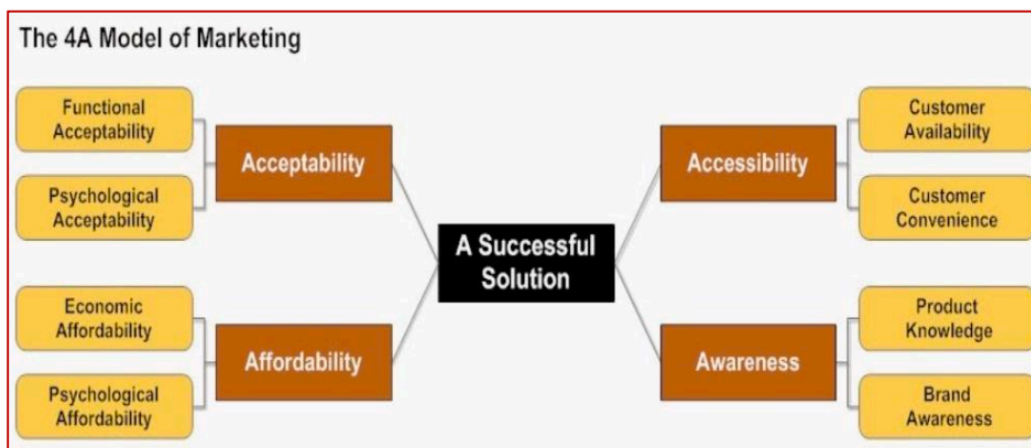 The 4A Model of Marketing
Functional
Acceptability
Psychological
Acceptability
Acceptability
Economic
Affordability
Psychological
Affordability
Affordability
A Successful
Solution
Accessibility
Customer
Availability
Customer
Convenience
Awareness
Product
Knowledge
Brand
Awareness